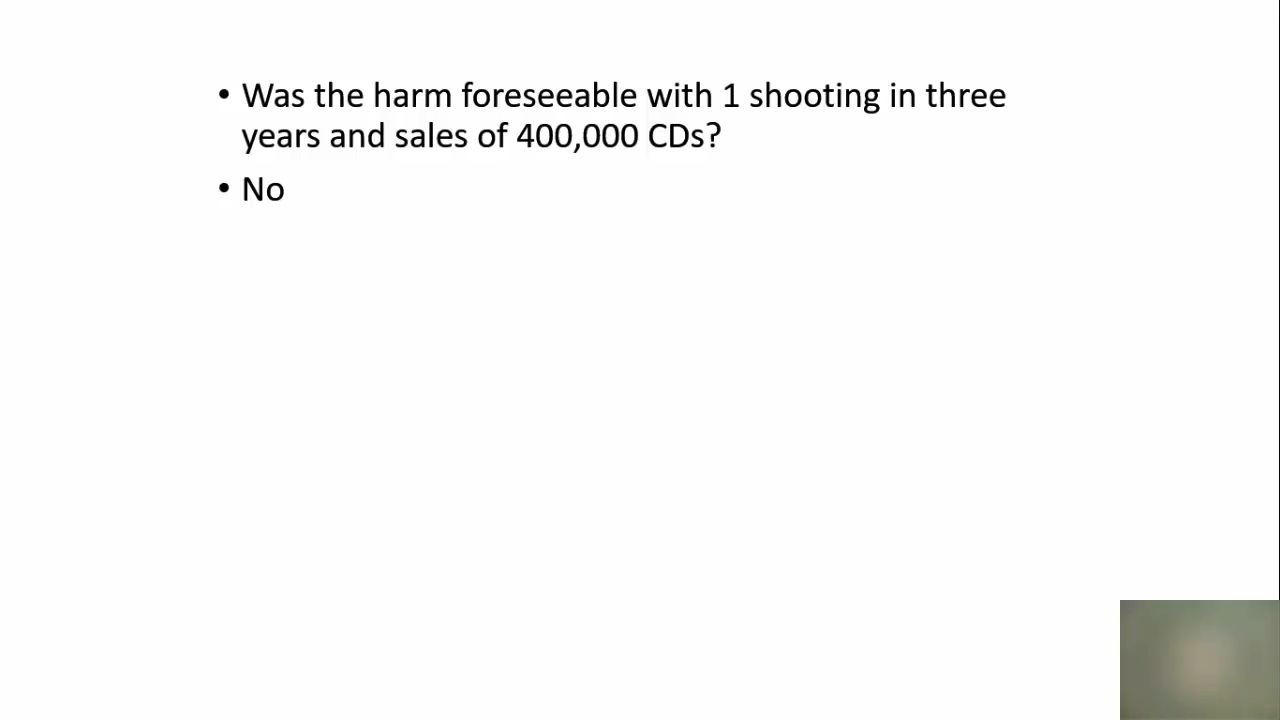 • Was the harm foreseeable with 1 shooting in three
years and sales of 400,000 CDs?
• No